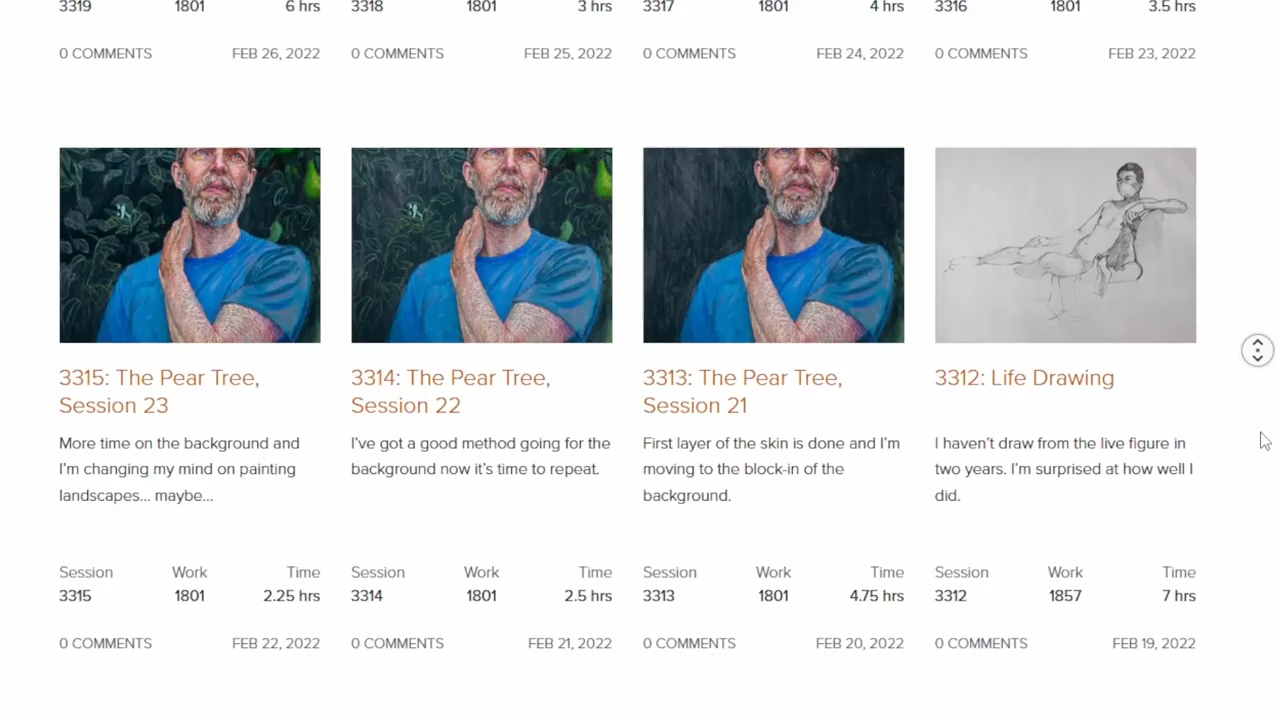 3319 1801 6 hrs 3318 1801 3 hrs 3317 1801 4 hrs 3316 1801 3.5 hrs
0 COMMENTS FEB 26, 2022 0 COMMENTS FEB 25, 2022 0 COMMENTS FEB 24, 2022 0 COMMENTS FEB 23, 2022
3315: The Pear Tree,
Session 23
More time on the background and
I'm changing my mind on painting
landscapes... maybe...
Session Work Time
3315 1801 2.25 hrs
0 COMMENTS FEB 22, 2022
3314: The Pear Tree,
Session 22
I've got a good method going for the
background now it's time to repeat.
Session Work Time
3314 1801 2.5 hrs
0 COMMENTS FEB 21, 2022
3313: The Pear Tree,
Session 21
First layer of the skin is done and I'm
moving to the block-in of the
background.
Session Work Time
3313 1801 4.75 hrs
0 COMMENTS FEB 20, 2022
3312: Life Drawing
I haven't draw from the live figure in
two years. I'm surprised at how well I
did.
Session Work Time
3312 1857 7 hrs
0 COMMENTS FEB 19, 2022